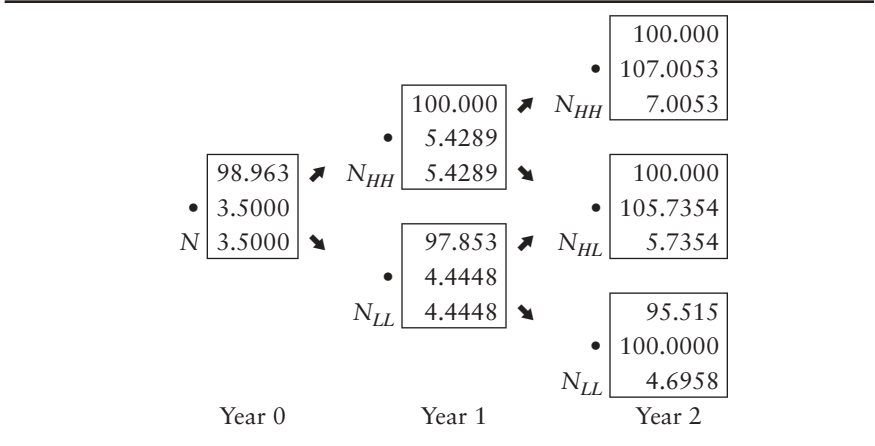 100.000
• 107.0053
N_HH 7.0053
100.000
• 5.4289
N_HH 5.4289
98.963
• 3.5000
N 3.5000
100.000
• 105.7354
N_HL 5.7354
97.853
• 4.4448
N_LL 4.4448
95.515
• 100.0000
N_LL 4.6958
Year 0 Year 1 Year 2